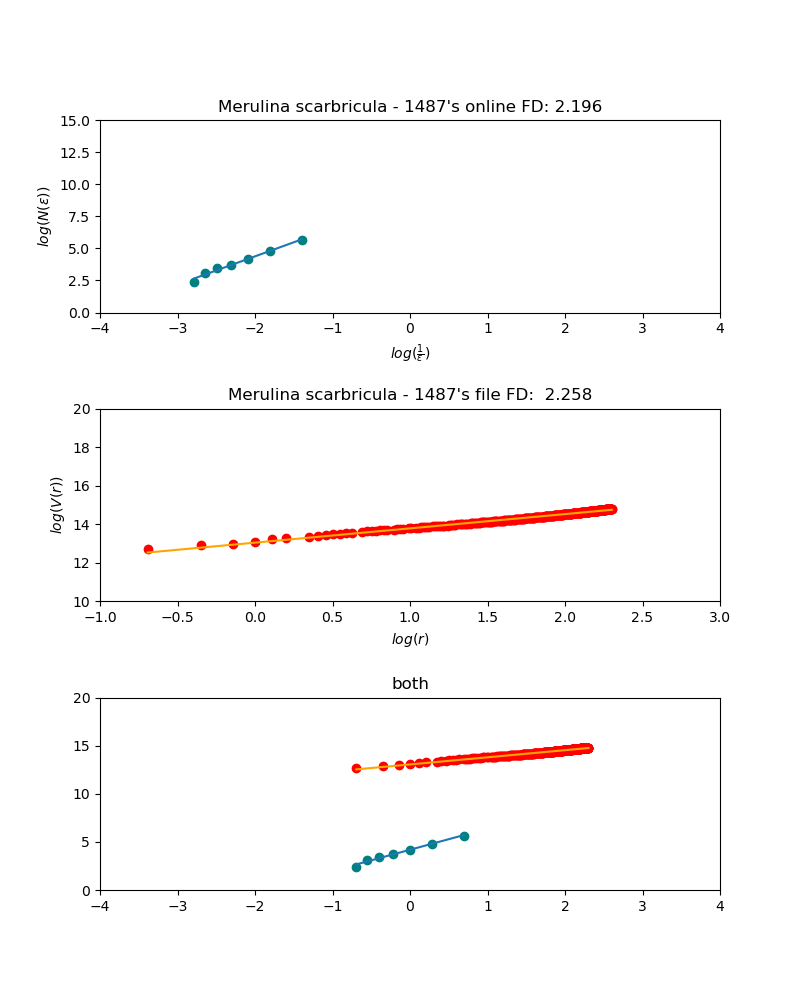 Merulina scarbricula - 1487's online FD: 2.196
15.0
12.5
10.0
7.5
5.0
2.5
0.0
log(N(ε))
−4 −3 −2 −1 0 1 2 3 4
log(1/ε)
Merulina scarbricula - 1487's file FD:  2.258
20
18
16
14
12
10
log(V(r))
−1.0 −0.5 0.0 0.5 1.0 1.5 2.0 2.5 3.0
log(r)
both
20
15
10
5
0
−4 −3 −2 −1 0 1 2 3 4